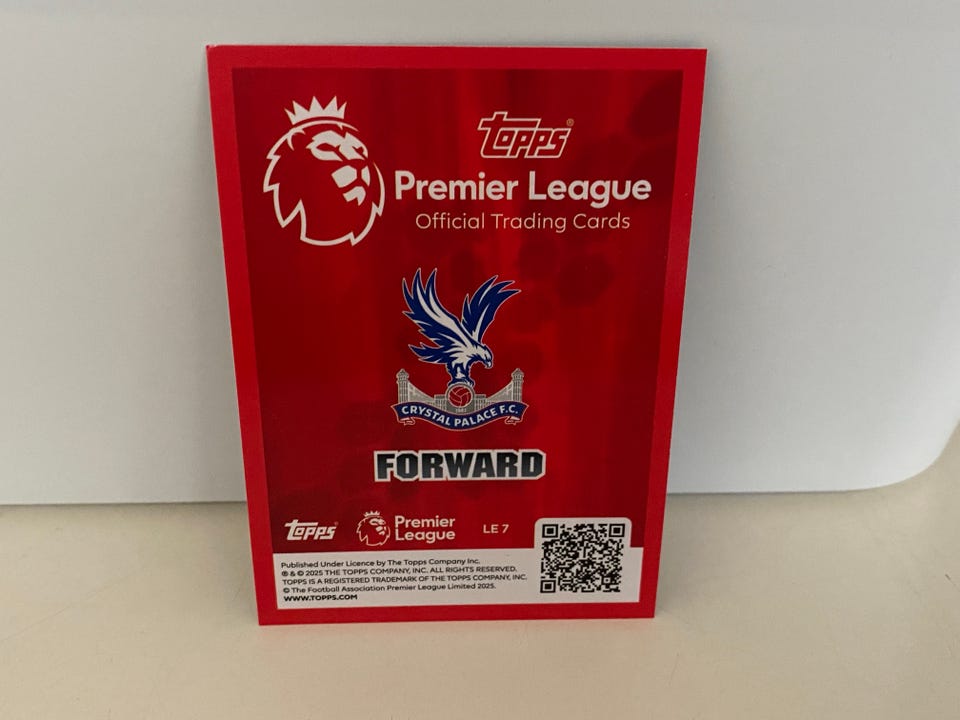 Topps®
Premier League
Official Trading Cards
CRYSTAL PALACE F.C.
FORWARD
Topps®
Premier
League
LE 7
Published Under Licence by The Topps Company Inc.
® & © 2025 THE TOPPS COMPANY, INC. ALL RIGHTS RESERVED.
TOPPS IS A REGISTERED TRADEMARK OF THE TOPPS COMPANY, INC.
© The Football Association Premier League Limited 2025.
WWW.TOPPS.COM